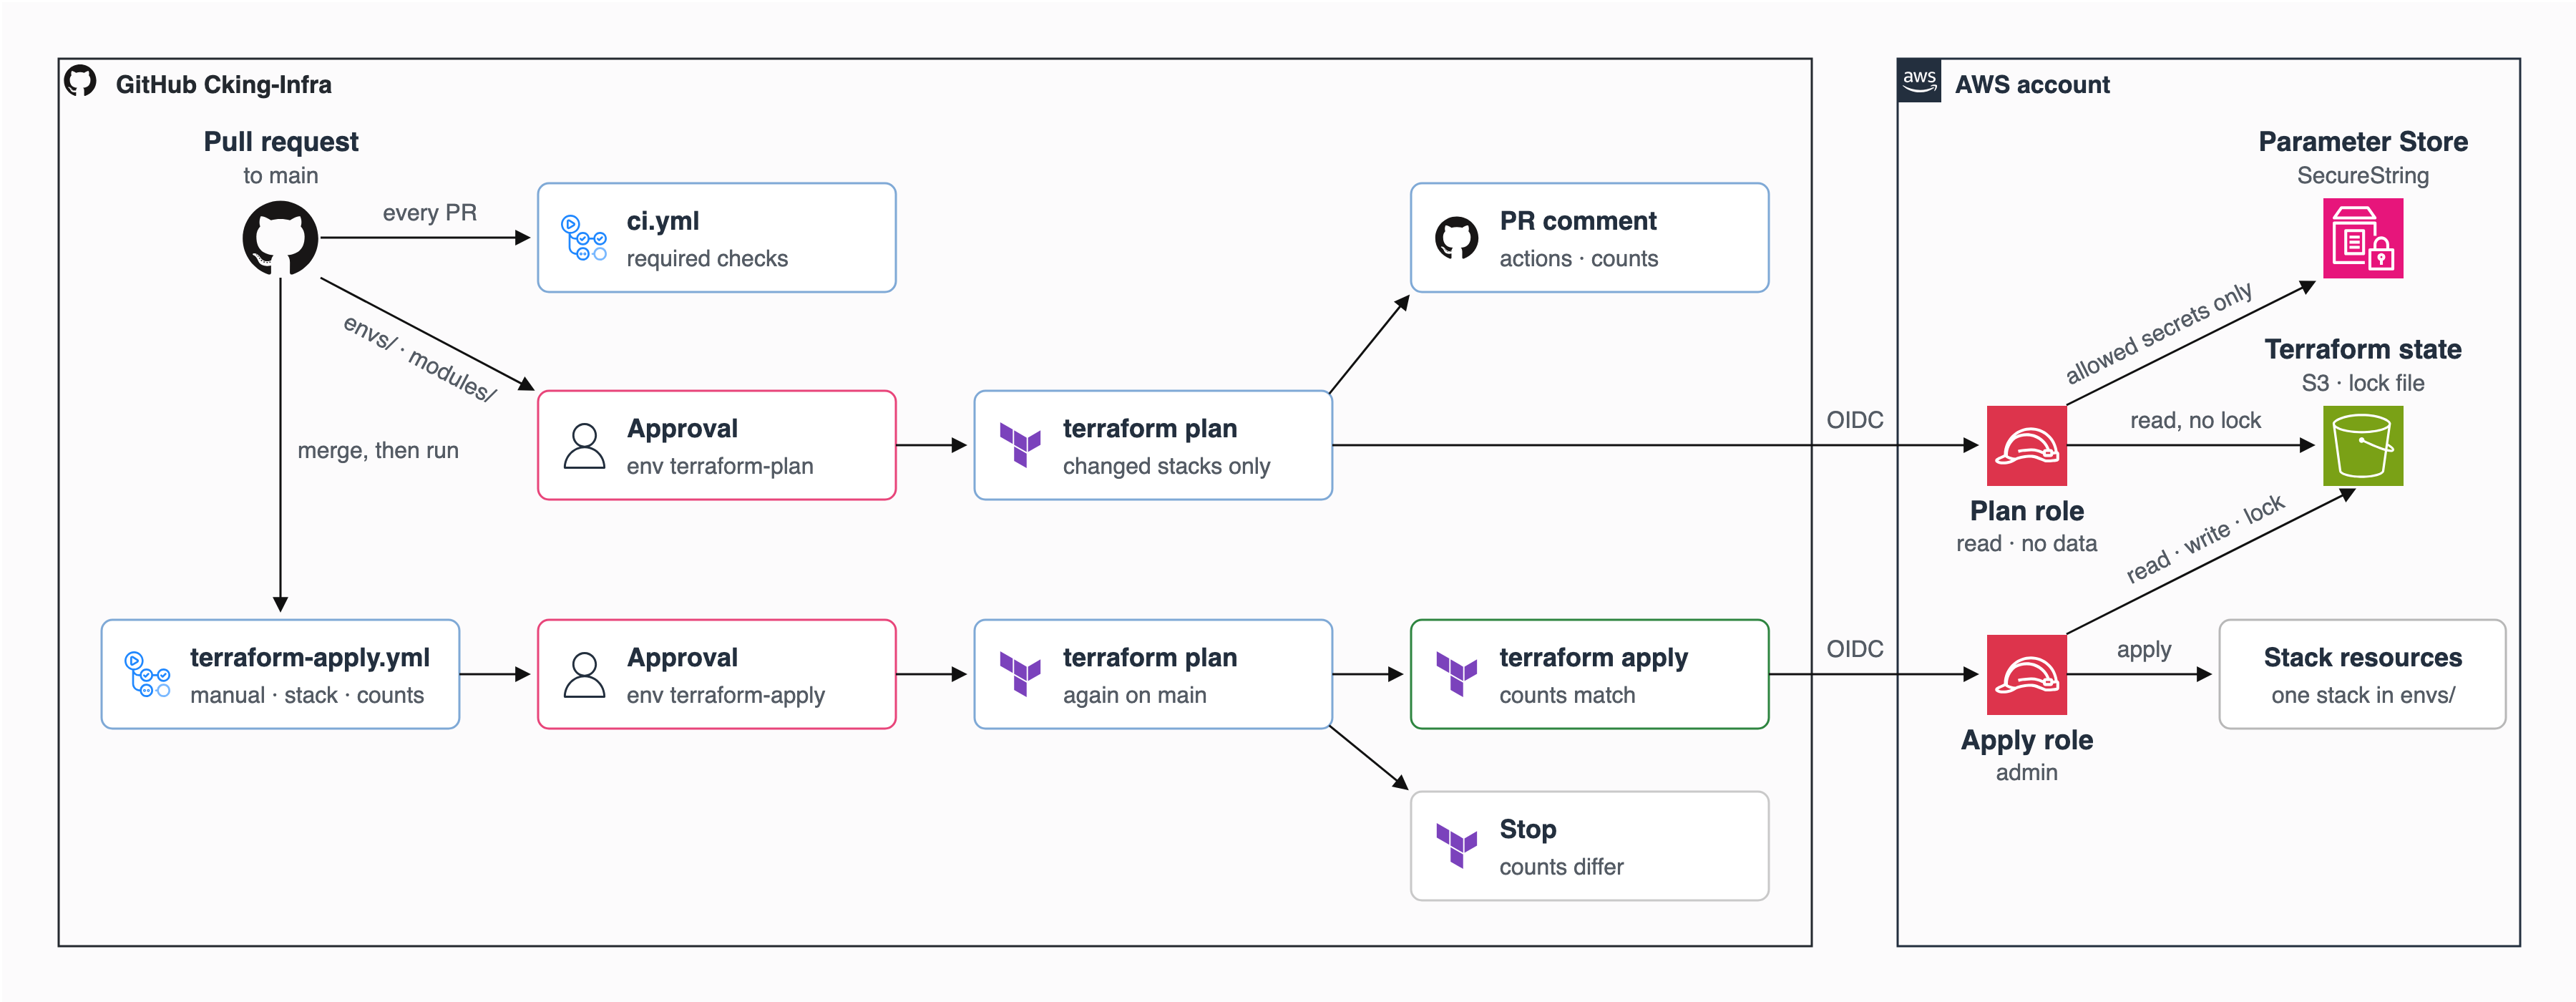 GitHub Cking-Infra
Pull request
to main
every PR
ci.yml
required checks
PR comment
actions · counts
envs/ · modules/
Approval
env terraform-plan
terraform plan
changed stacks only
merge, then run
terraform-apply.yml
manual · stack · counts
Approval
env terraform-apply
terraform plan
again on main
terraform apply
counts match
Stop
counts differ
OIDC
OIDC
aws
AWS account
Parameter Store
SecureString
allowed secrets only
Terraform state
S3 · lock file
read, no lock
Plan role
read · no data
read · write · lock
apply
Apply role
admin
Stack resources
one stack in envs/